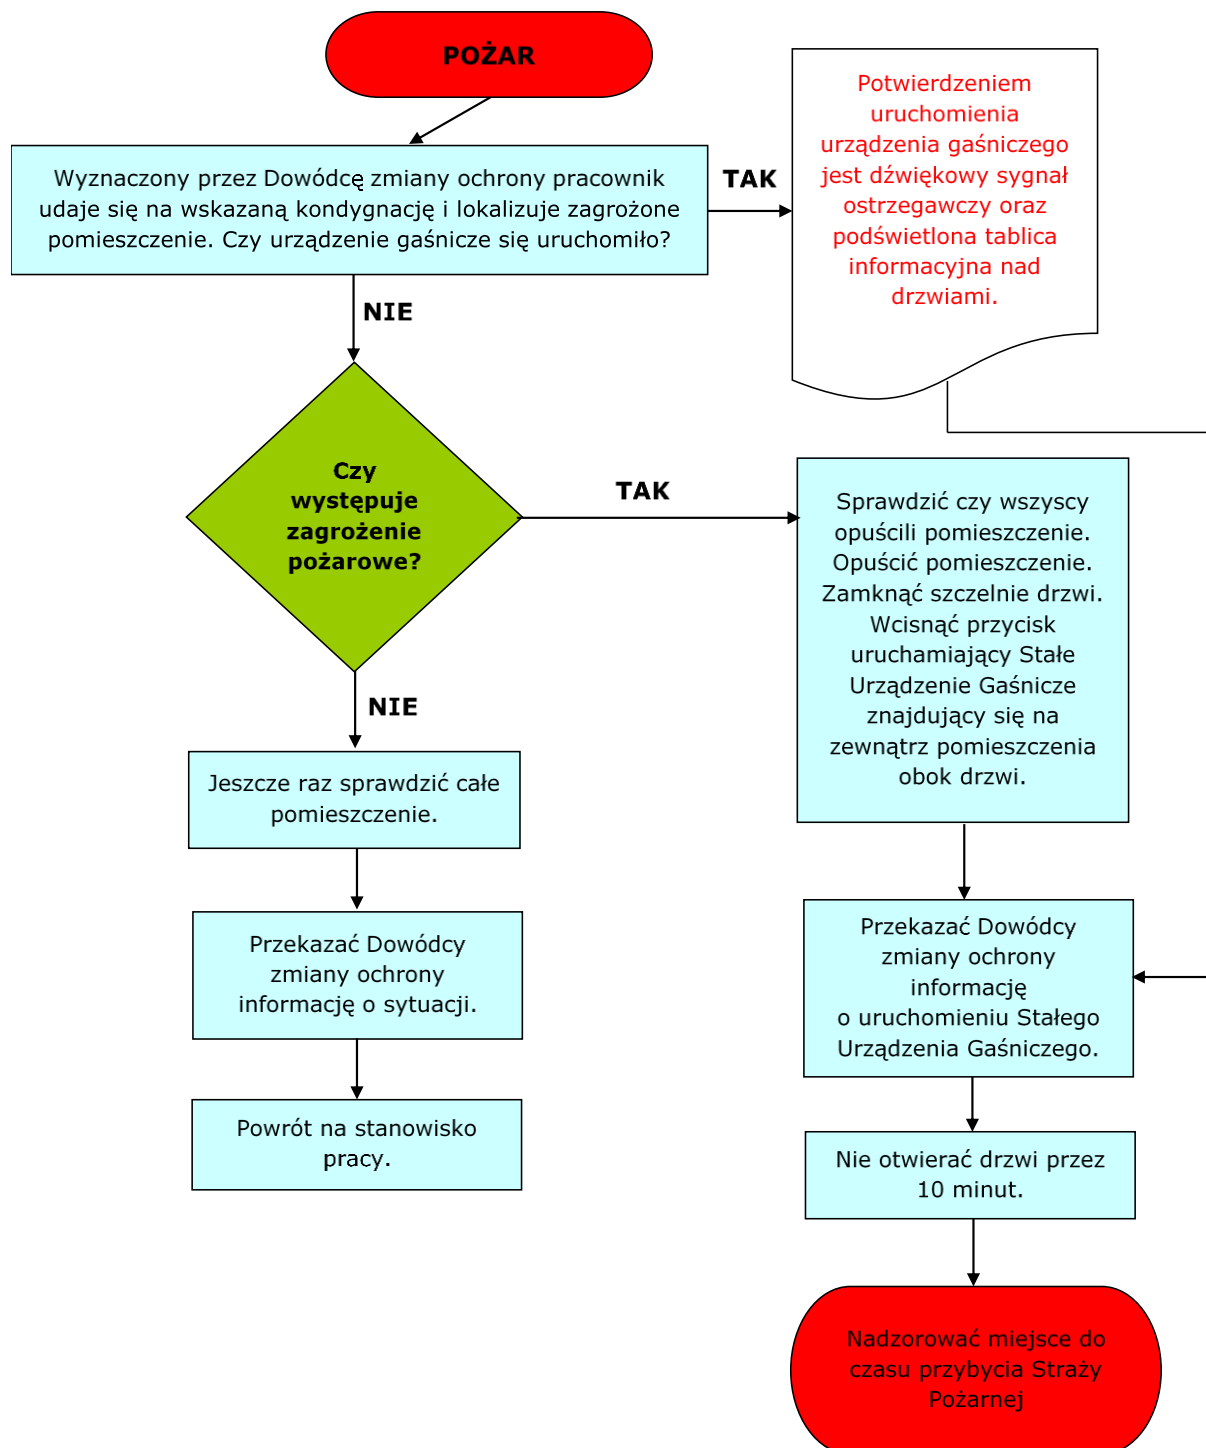 POŻAR
Wyznaczony przez Dowódcę zmiany ochrony pracownik
udaje się na wskazaną kondygnację i lokalizuje zagrożone
pomieszczenie. Czy urządzenie gaśnicze się uruchomiło?
TAK
Potwierdzeniem
uruchomienia
urządzenia gaśniczego
jest dźwiękowy sygnał
ostrzegawczy oraz
podświetlona tablica
informacyjna nad
drzwiami.
NIE
Czy
występuje
zagrożenie
pożarowe?
TAK
Sprawdzić czy wszyscy
opuścili pomieszczenie.
Opuścić pomieszczenie.
Zamknąć szczelnie drzwi.
Wcisnąć przycisk
uruchamiający Stałe
Urządzenie Gaśnicze
znajdujący się na
zewnątrz pomieszczenia
obok drzwi.
NIE
Jeszcze raz sprawdzić całe
pomieszczenie.
Przekazać Dowódcy
zmiany ochrony
informację o sytuacji.
Powrót na stanowisko
pracy.
Przekazać Dowódcy
zmiany ochrony
informację
o uruchomieniu Stałego
Urządzenia Gaśniczego.
Nie otwierać drzwi przez
10 minut.
Nadzorować miejsce do
czasu przybycia Straży
Pożarnej